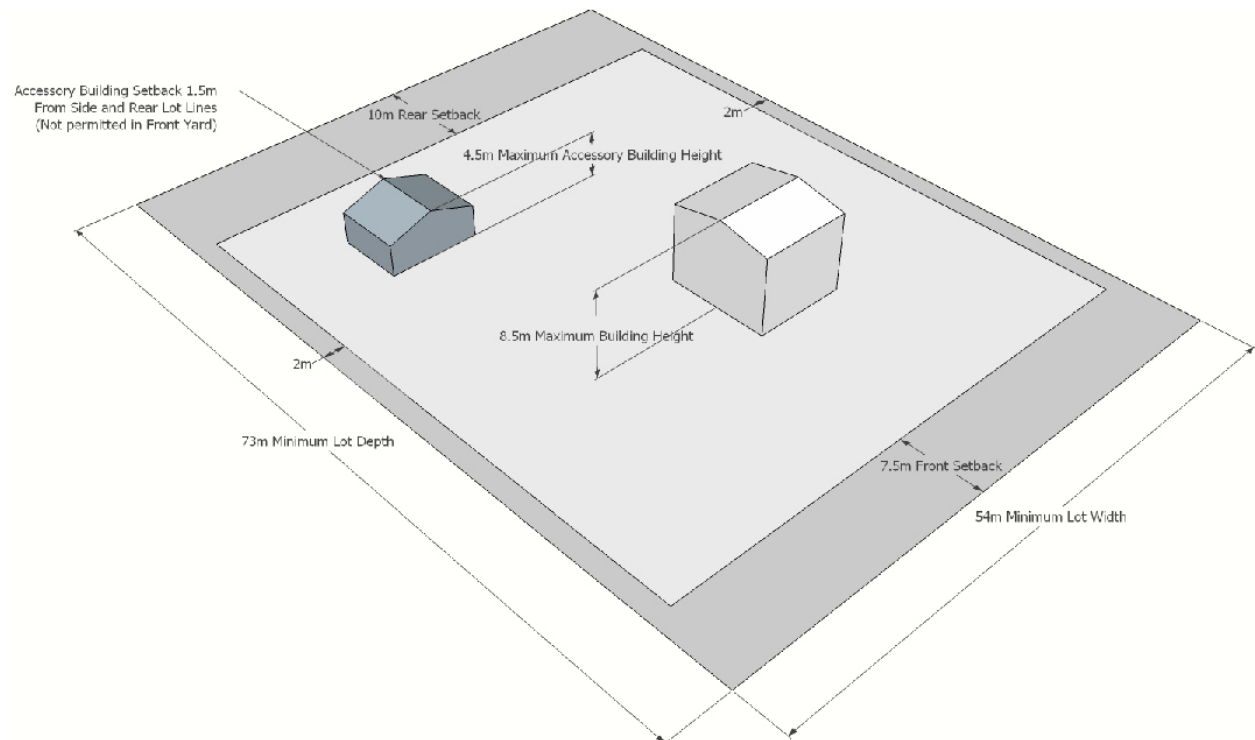 Accessory Building Setback 1.5m
From Side and Rear Lot Lines
(Not permitted in Front Yard)
10m Rear Setback
2m
4.5m Maximum Accessory Building Height
8.5m Maximum Building Height
2m
73m Minimum Lot Depth
7.5m Front Setback
54m Minimum Lot Width